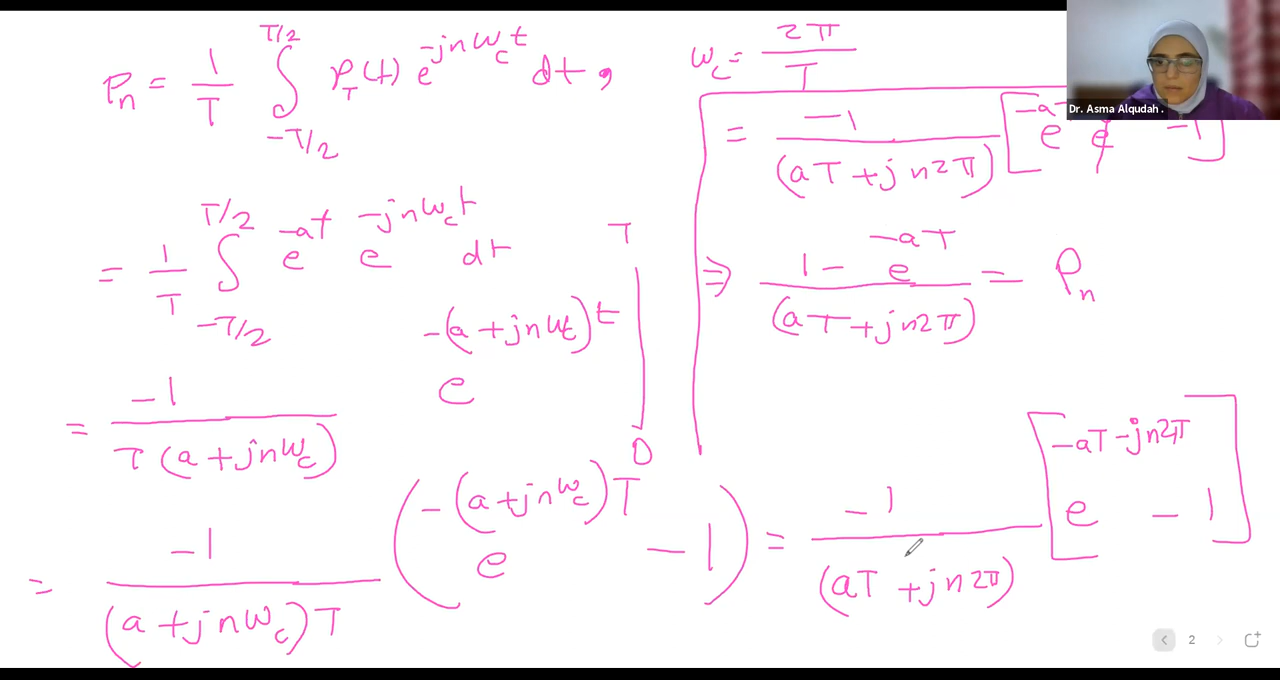 Pn = 1/T ∫_{-T/2}^{T/2} P_T(t) e^{-jnω_c t} dt , ω_c = 2π/T
= 1/T ∫_{-T/2}^{T/2} e^{-at} e^{-jnω_c t} dt
= -1/(T(a+jnω_c)) e^{-(a+jnω_c)t} |_0^T
= -1/((a+jnω_c)T) (e^{-(a+jnω_c)T} - 1) = -1/(aT+jn2π) [e^{-aT-jn2π} - 1]
= -1/(aT+jn2π) [e^{-aT} e - 1]
⇒ (1 - e^{-aT})/(aT+jn2π) = Pn
Dr. Asma Alqudah .
2